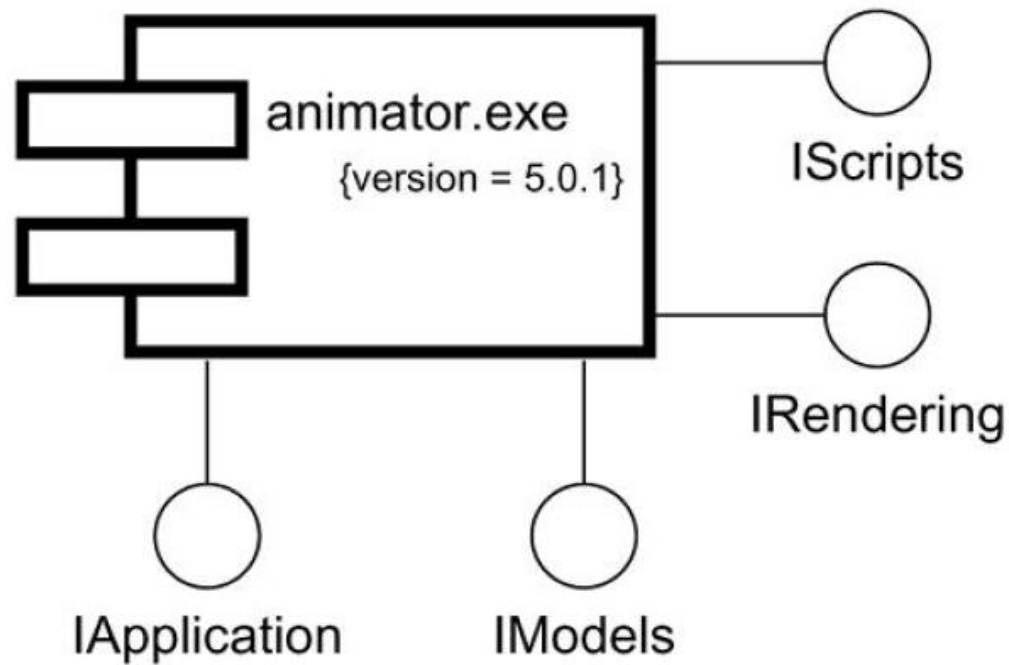 animator.exe
{version = 5.0.1}
IScripts
IRendering
IApplication
IModels